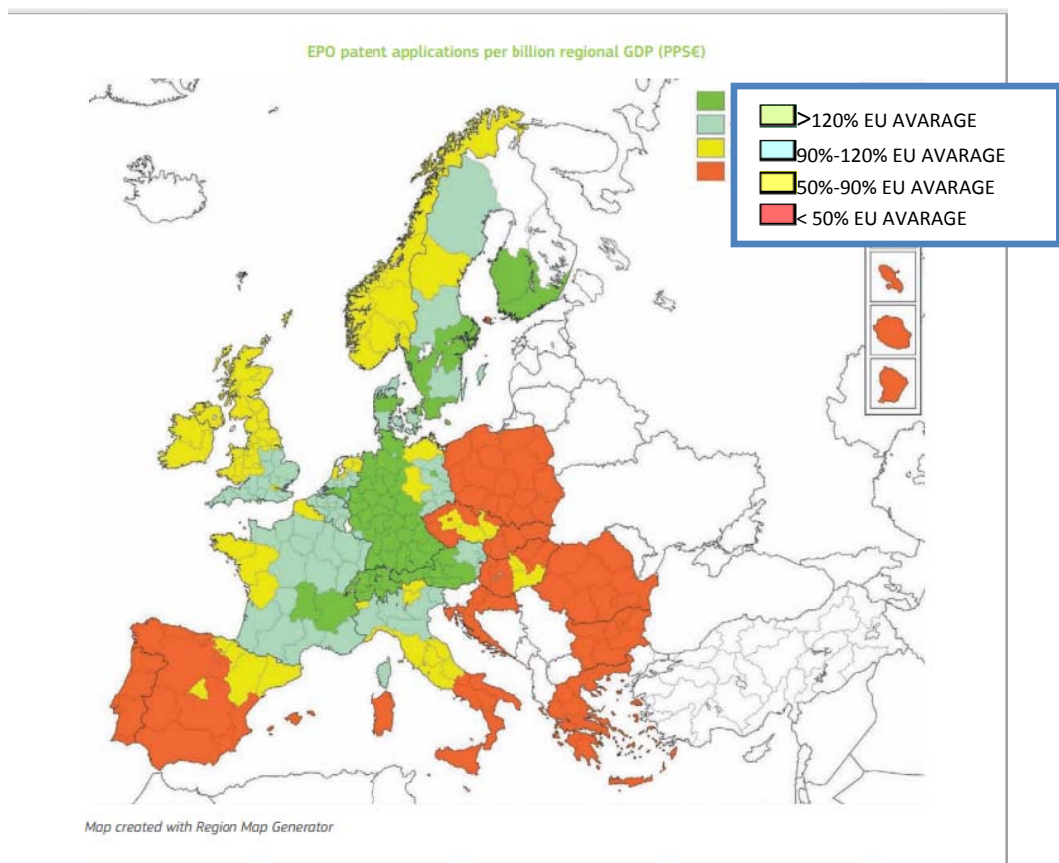 EPO patent applications per billion regional GDP (PPS€)
>120% EU AVARAGE
90%-120% EU AVARAGE
50%-90% EU AVARAGE
< 50% EU AVARAGE
Map created with Region Map Generator